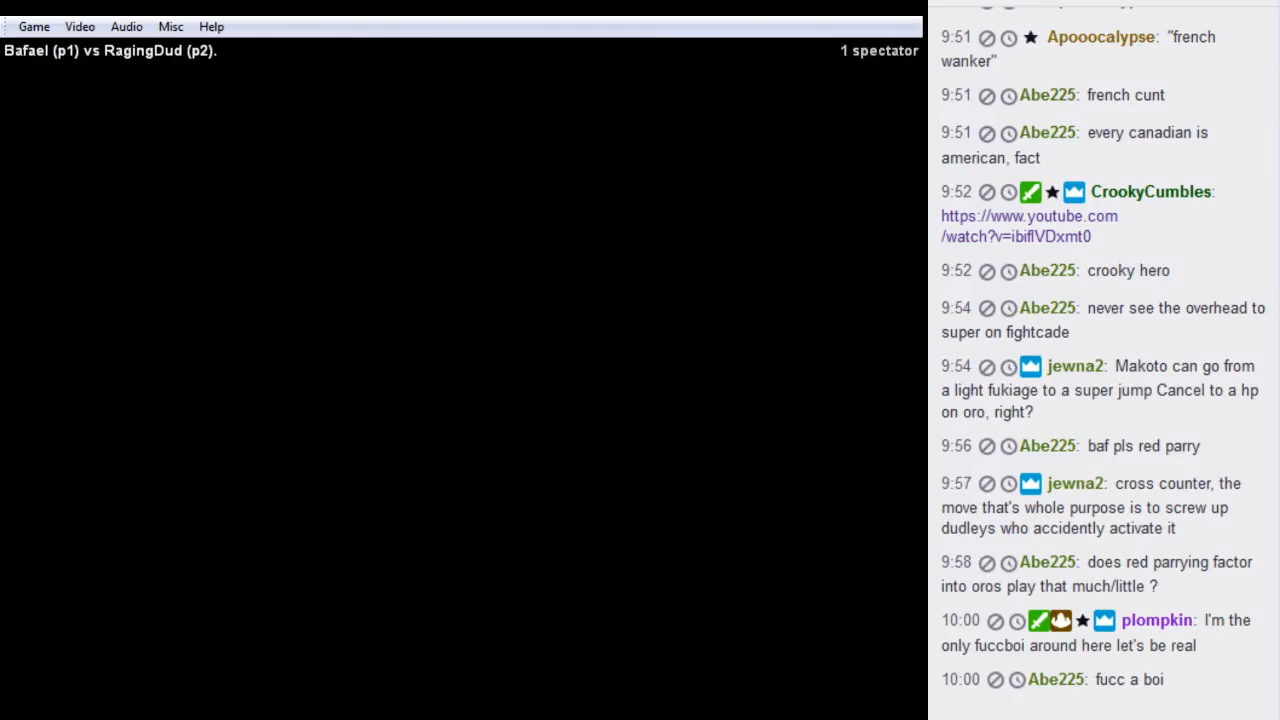 Game Video Audio Misc Help
Bafael (p1) vs RagingDud (p2).
1 spectator
9:51 Apooocalypse: "french
wanker"
9:51 Abe225: french cunt
9:51 Abe225: every canadian is
american, fact
9:52 CrookyCumbles:
https://www.youtube.com
/watch?v=ibiflVDxmt0
9:52 Abe225: crooky hero
9:54 Abe225: never see the overhead to
super on fightcade
9:54 jewna2: Makoto can go from
a light fukiage to a super jump Cancel to a hp
on oro, right?
9:56 Abe225: baf pls red parry
9:57 jewna2: cross counter, the
move that's whole purpose is to screw up
dudleys who accidently activate it
9:58 Abe225: does red parrying factor
into oros play that much/little ?
10:00 plompkin: I'm the
only fuccboi around here let's be real
10:00 Abe225: fucc a boi